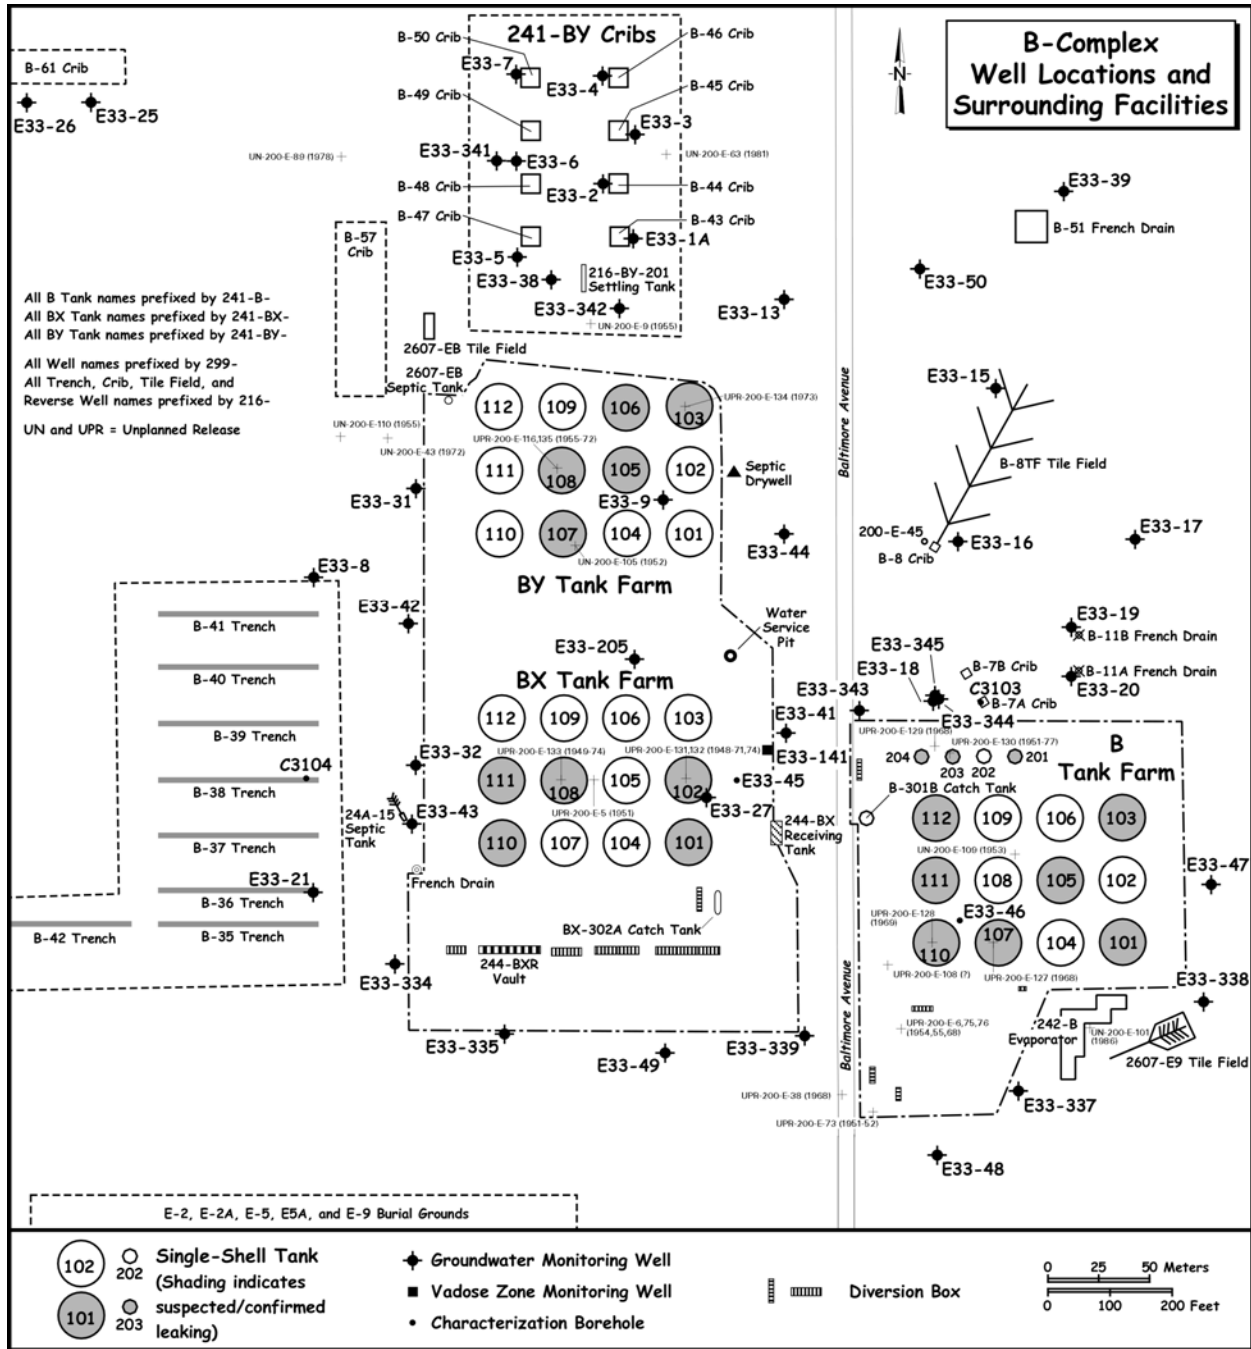 B-Complex
Well Locations and
Surrounding Facilities
N
241-BY Cribs
B-50 Crib
B-46 Crib
E33-7
E33-4
B-49 Crib
B-45 Crib
E33-3
E33-341
E33-6
UN-200-E-63 (1981)
UN-200-E-89 (1978)
B-48 Crib
E33-2
B-44 Crib
B-47 Crib
B-43 Crib
E33-1A
E33-5
E33-38
216-BY-201
Settling Tank
E33-342
UN-200-E-9 (1955)
E33-13
B-61 Crib
E33-26
E33-25
B-57
Crib
E33-39
B-51 French Drain
E33-50
All B Tank names prefixed by 241-B-
All BX Tank names prefixed by 241-BX-
All BY Tank names prefixed by 241-BY-
All Well names prefixed by 299-
All Trench, Crib, Tile Field, and
Reverse Well names prefixed by 216-
UN and UPR = Unplanned Release
2607-EB Tile Field
2607-EB
Septic Tank
112
109
106
103
UPR-200-E-134 (1973)
UN-200-E-110 (1955)
UN-200-E-43 (1972)
UPR-200-E-116,135 (1955-72)
111
108
105
102
Septic
Drywell
E33-31
E33-9
110
107
104
101
UN-200-E-105 (1952)
E33-44
BY Tank Farm
Baltimore Avenue
E33-15
B-8TF Tile Field
200-E-45
B-8 Crib
E33-16
E33-17
E33-8
E33-42
B-41 Trench
B-40 Trench
B-39 Trench
C3104
B-38 Trench
B-37 Trench
E33-21
B-36 Trench
B-42 Trench
B-35 Trench
Water
Service
Pit
E33-205
BX Tank Farm
112
109
106
103
E33-343
E33-41
E33-32
UPR-200-E-133 (1949-74)
UPR-200-E-131,132 (1948-71,74)
E33-141
111
108
105
102
E33-45
E33-27
UPR-200-E-5 (1951)
24A-15
Septic
Tank
E33-43
110
107
104
101
244-BX
Receiving
Tank
French Drain
BX-302A Catch Tank
244-BXR
Vault
E33-334
E33-335
E33-49
E33-339
E33-19
B-11B French Drain
E33-345
E33-18
B-7B Crib
C3103
B-7A Crib
B-11A French Drain
E33-20
E33-344
UPR-200-E-129 (1968)
UPR-200-E-130 (1951-77)
B
Tank Farm
204
203
202
201
B-301B Catch Tank
112
109
106
103
UN-200-E-109 (1953)
111
108
105
102
E33-47
UPR-200-E-128
(1969)
E33-46
110
107
104
101
UPR-200-E-108 (?)
UPR-200-E-127 (1968)
E33-338
UPR-200-E-6,75,76
(1954,55,68)
242-B
Evaporator
UN-200-E-101
(1986)
2607-E9 Tile Field
Baltimore Avenue
UPR-200-E-38 (1968)
UPR-200-E-73 (1951-52)
E33-337
E33-48
E-2, E-2A, E-5, E5A, and E-9 Burial Grounds
102
202
Single-Shell Tank
(Shading indicates
suspected/confirmed
leaking)
101
203
Groundwater Monitoring Well
Vadose Zone Monitoring Well
Characterization Borehole
Diversion Box
0 25 50 Meters
0 100 200 Feet